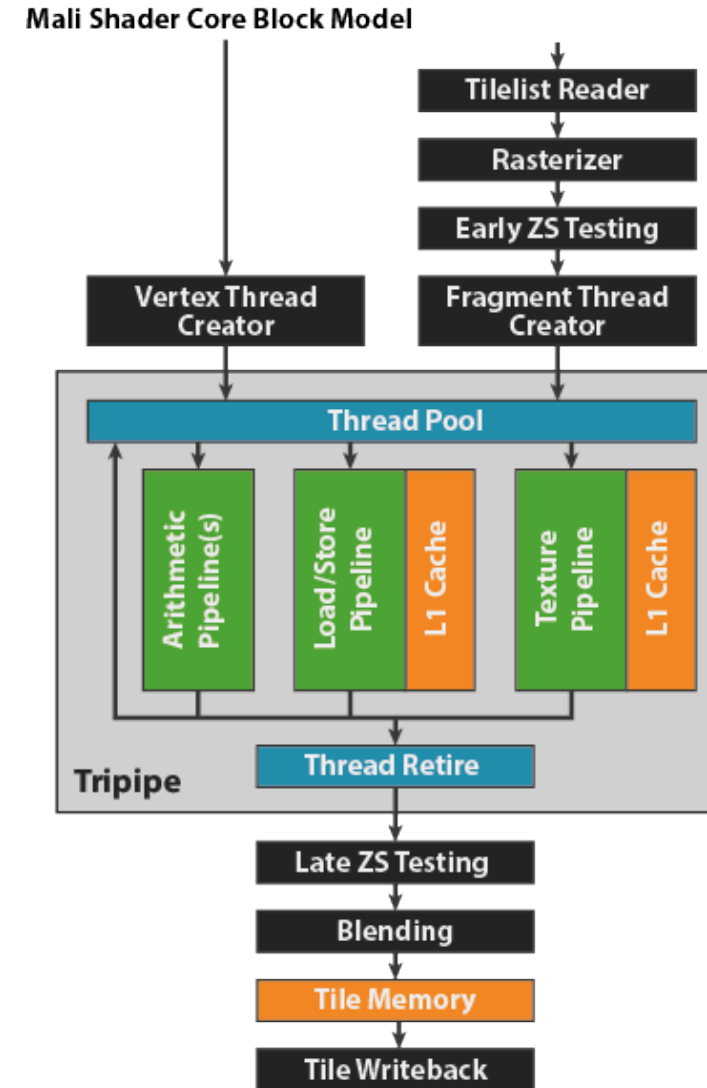 Mali Shader Core Block Model
Tilelist Reader
Rasterizer
Early ZS Testing
Vertex Thread
Creator
Fragment Thread
Creator
Thread Pool
Arithmetic
Pipeline(s)
Load/Store
Pipeline
L1 Cache
Texture
Pipeline
L1 Cache
Thread Retire
Tripipe
Late ZS Testing
Blending
Tile Memory
Tile Writeback